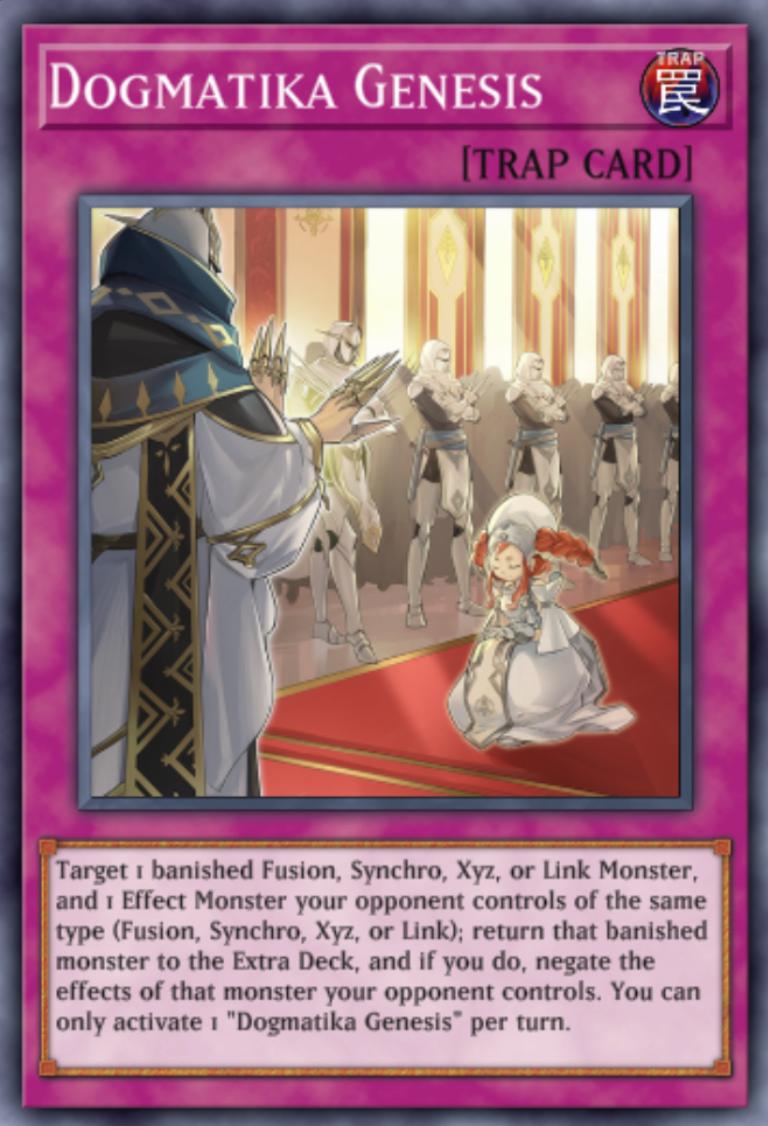 DOGMATIKA GENESIS
TRAP
罠
[TRAP CARD]
Target 1 banished Fusion, Synchro, Xyz, or Link Monster,
and 1 Effect Monster your opponent controls of the same
type (Fusion, Synchro, Xyz, or Link); return that banished
monster to the Extra Deck, and if you do, negate the
effects of that monster your opponent controls. You can
only activate 1 "Dogmatika Genesis" per turn.